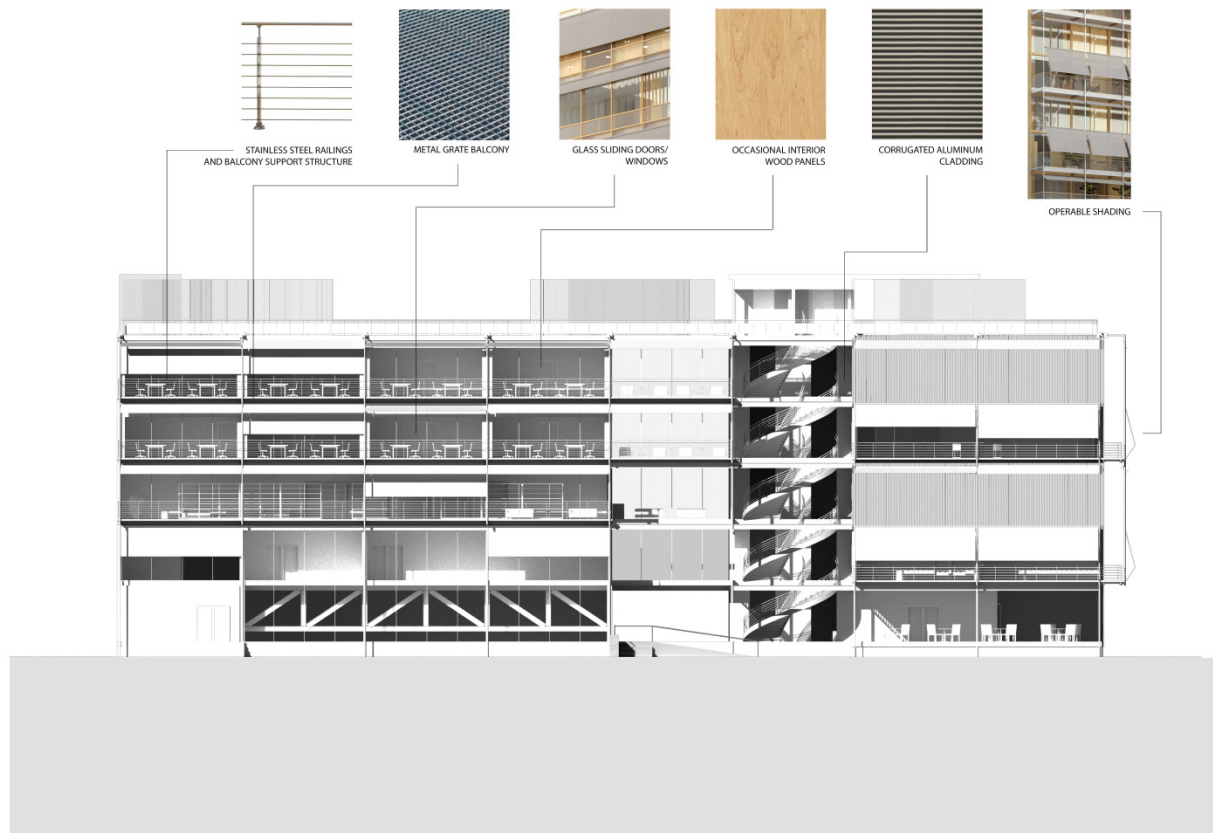 STAINLESS STEEL RAILINGS
AND BALCONY SUPPORT STRUCTURE
METAL GRATE BALCONY
GLASS SLIDING DOORS/
WINDOWS
OCCASIONAL INTERIOR
WOOD PANELS
CORRUGATED ALUMINUM
CLADDING
OPERABLE SHADING